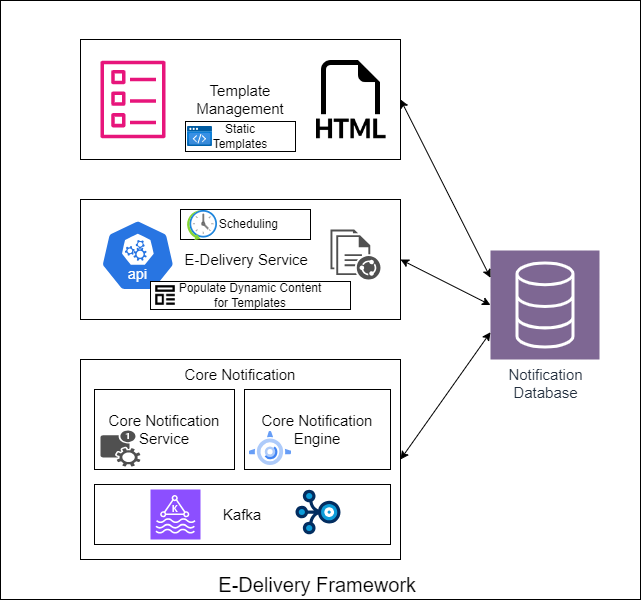 Template
Management
HTML
Static
Templates
Scheduling
api
E-Delivery Service
Populate Dynamic Content
for Templates
Notification
Database
Core Notification
Core Notification
Service
1
Core Notification
Engine
K
Kafka
E-Delivery Framework